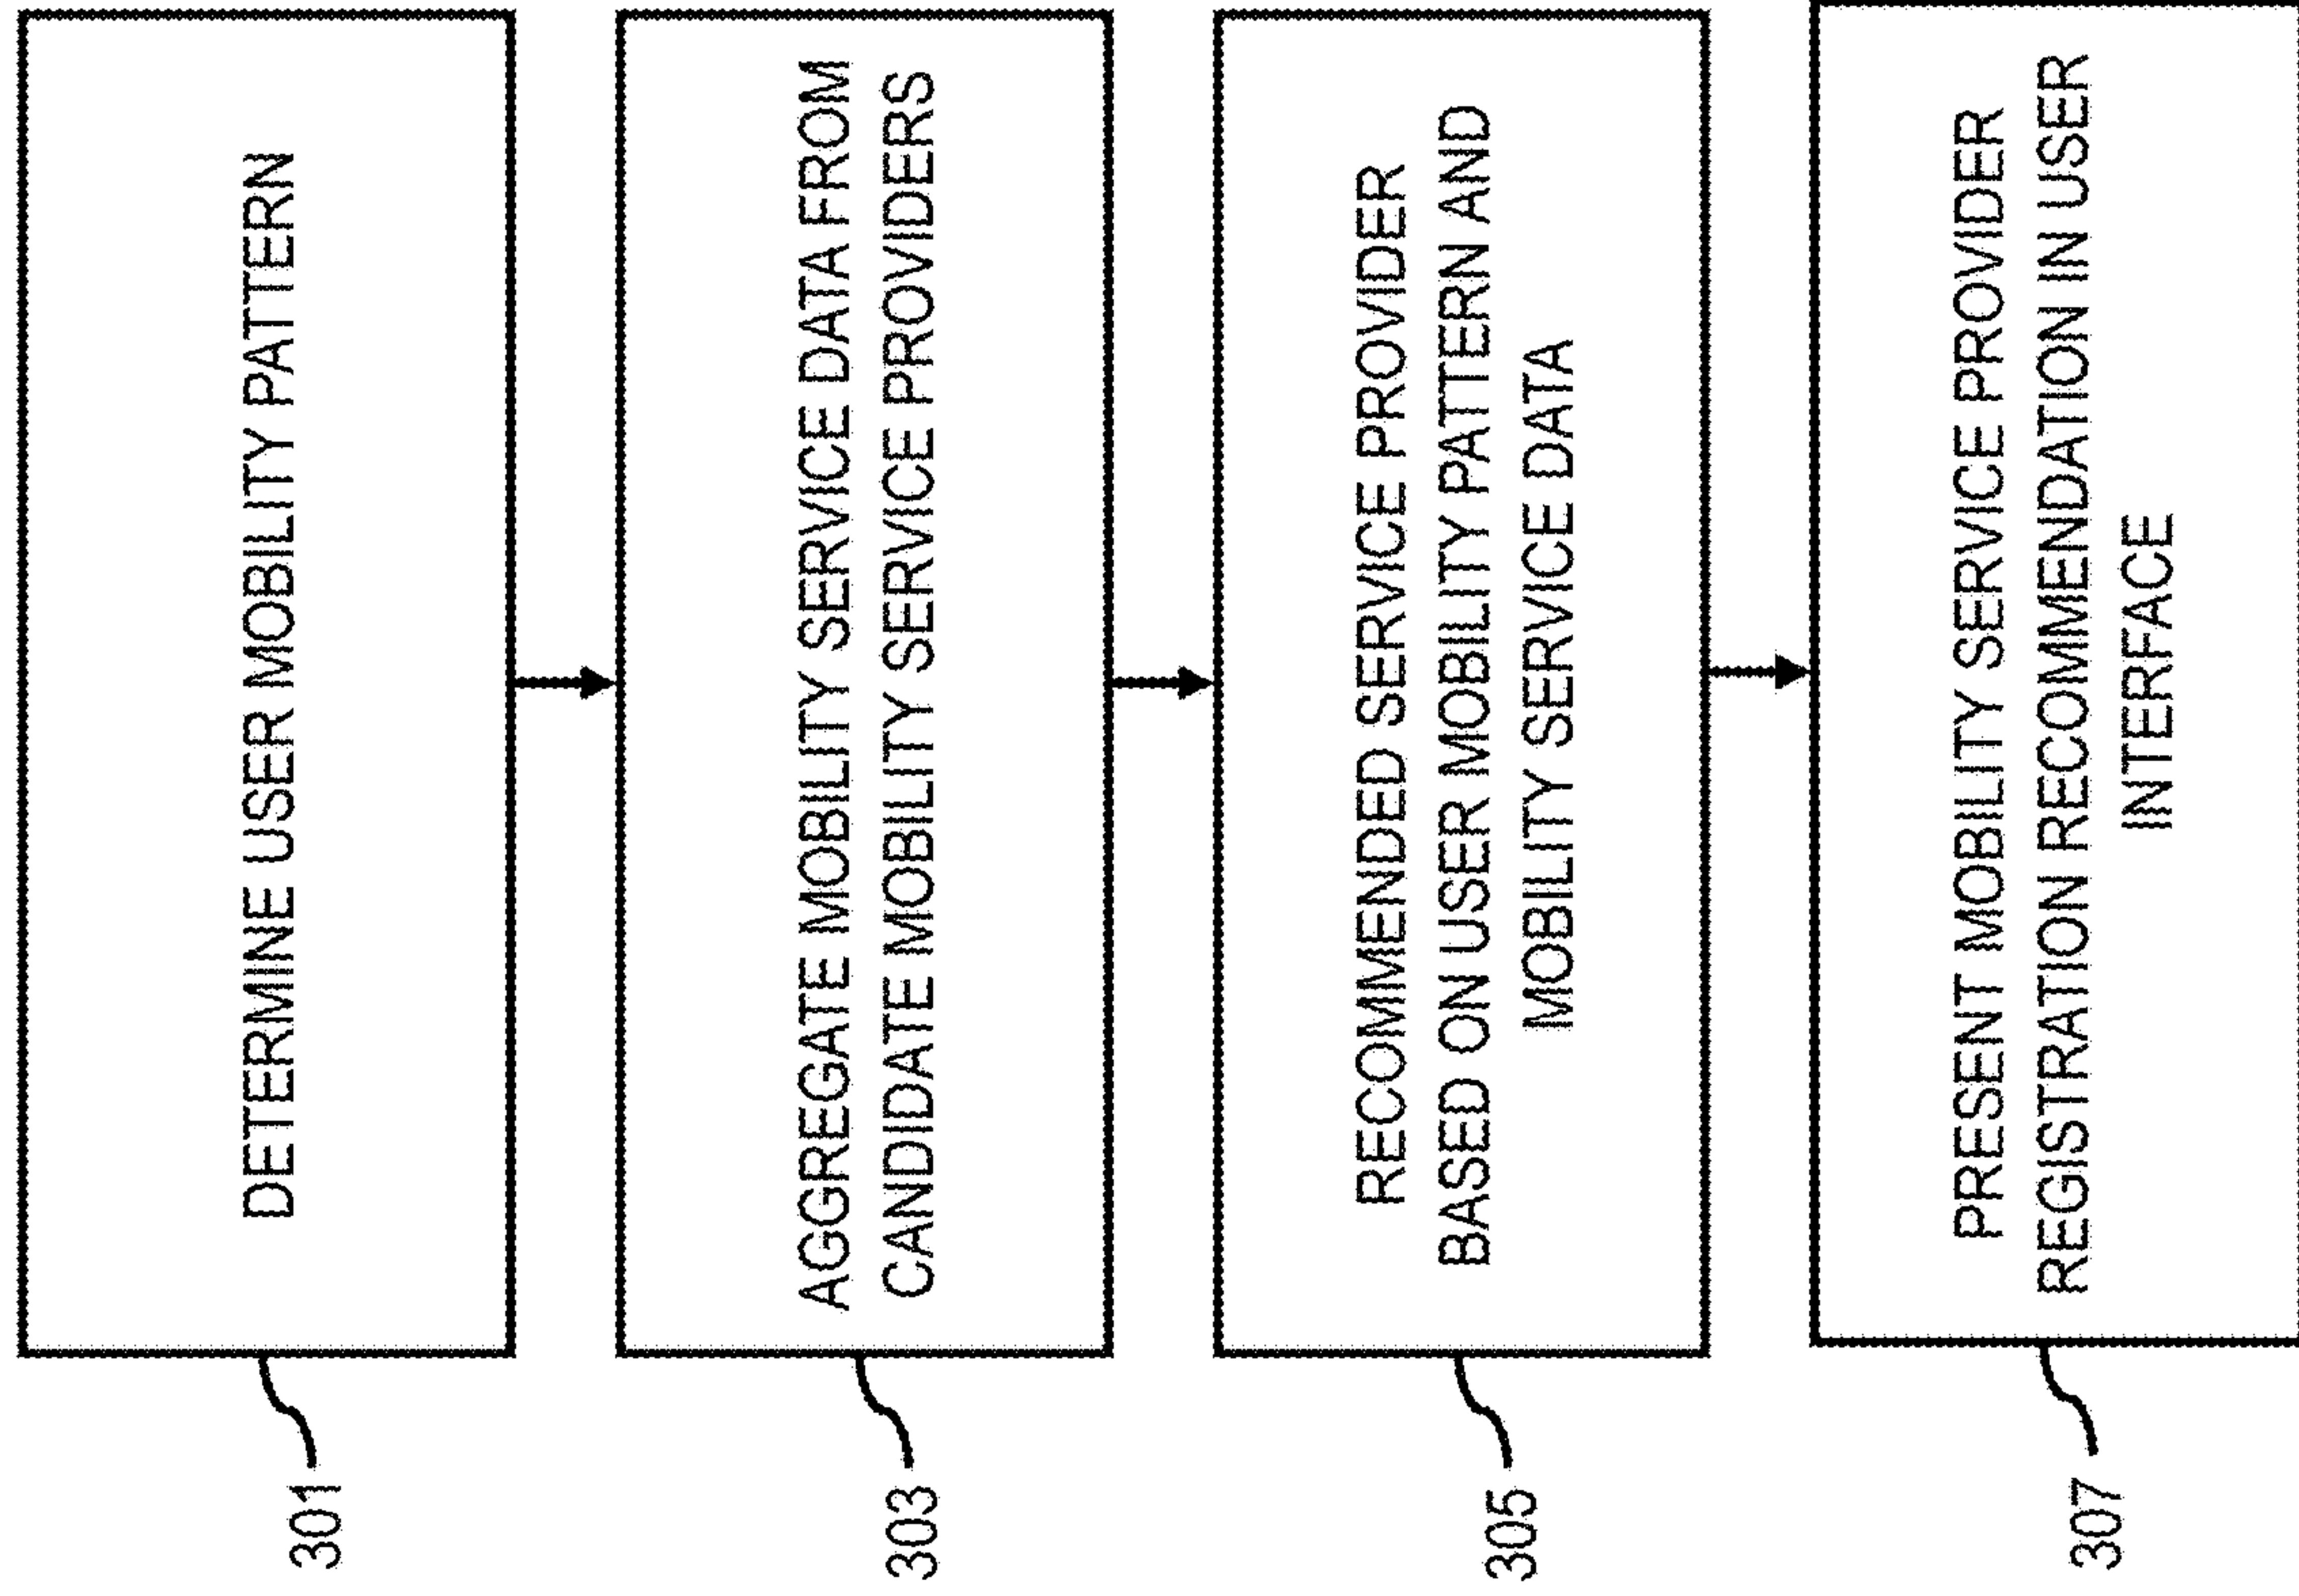 301
DETERMINE USER MOBILITY PATTERN
303
AGGREGATE MOBILITY SERVICE DATA FROM
CANDIDATE MOBILITY SERVICE PROVIDERS
305
RECOMMENDED SERVICE PROVIDER
BASED ON USER MOBILITY PATTERN AND
MOBILITY SERVICE DATA
307
PRESENT MOBILITY SERVICE PROVIDER
REGISTRATION RECOMMENDATION IN USER
INTERFACE